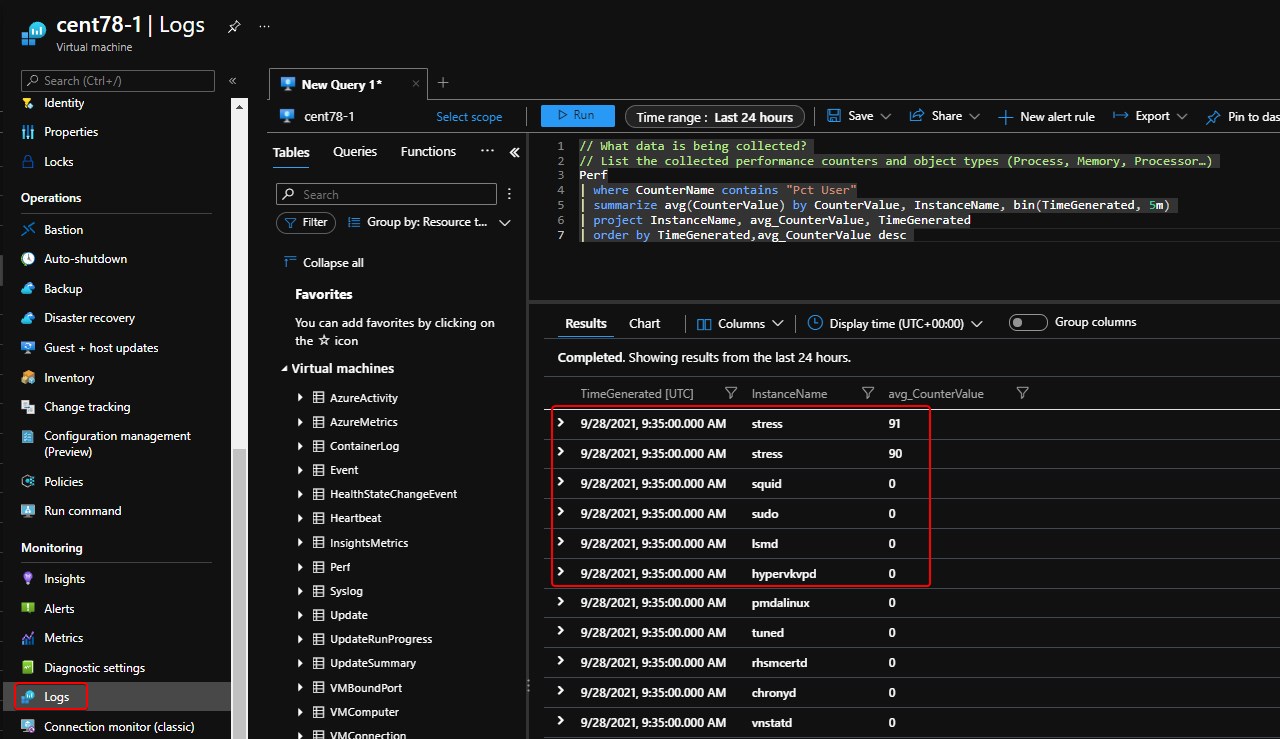 cent78-1 | Logs
Virtual machine
Search (Ctrl+/)
Identity
Properties
Locks
Operations
Bastion
Auto-shutdown
Backup
Disaster recovery
Guest + host updates
Inventory
Change tracking
Configuration management
(Preview)
Policies
Run command
Monitoring
Insights
Alerts
Metrics
Diagnostic settings
Logs
Connection monitor (classic)
New Query 1*
cent78-1 Select scope
Run Time range : Last 24 hours Save Share New alert rule Export Pin to das
Tables Queries Functions
Search
Filter Group by: Resource t...
Collapse all
Favorites
You can add favorites by clicking on
the ☆ icon
Virtual machines
AzureActivity
AzureMetrics
ContainerLog
Event
HealthStateChangeEvent
Heartbeat
InsightsMetrics
Perf
Syslog
Update
UpdateRunProgress
UpdateSummary
VMBoundPort
VMComputer
VMConnection
1 // What data is being collected?
2 // List the collected performance counters and object types (Process, Memory, Processor…)
3 Perf
4 | where CounterName contains "Pct User"
5 | summarize avg(CounterValue) by CounterValue, InstanceName, bin(TimeGenerated, 5m)
6 | project InstanceName, avg_CounterValue, TimeGenerated
7 | order by TimeGenerated,avg_CounterValue desc
Results Chart Columns Display time (UTC+00:00) Group columns
Completed. Showing results from the last 24 hours.
TimeGenerated [UTC] InstanceName avg_CounterValue
9/28/2021, 9:35:00.000 AM stress 91
9/28/2021, 9:35:00.000 AM stress 90
9/28/2021, 9:35:00.000 AM squid 0
9/28/2021, 9:35:00.000 AM sudo 0
9/28/2021, 9:35:00.000 AM lsmd 0
9/28/2021, 9:35:00.000 AM hypervkvpd 0
9/28/2021, 9:35:00.000 AM pmdalinux 0
9/28/2021, 9:35:00.000 AM tuned 0
9/28/2021, 9:35:00.000 AM rhsmcertd 0
9/28/2021, 9:35:00.000 AM chronyd 0
9/28/2021, 9:35:00.000 AM vnstatd 0